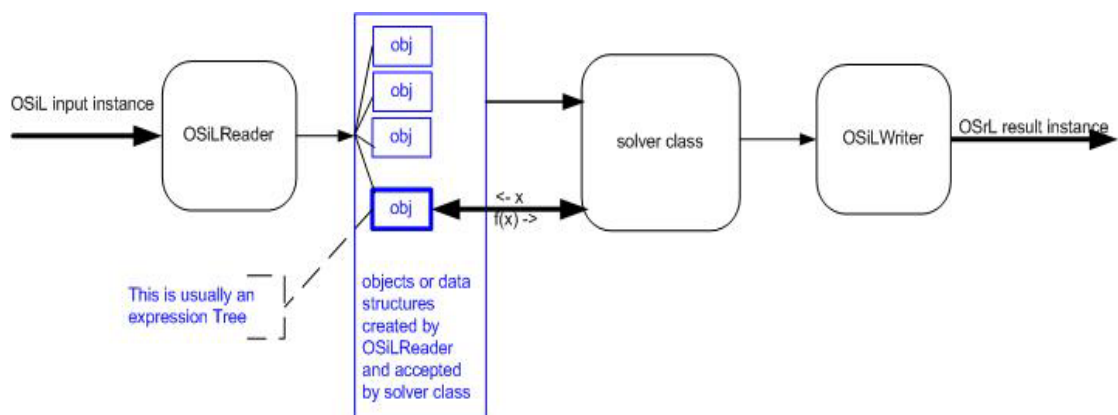 obj
obj
obj
obj
OSiL input instance
OSiLReader
solver class
OSiLWriter
OSrL result instance
<- x
f(x) ->
This is usually an
expression Tree
objects or data
structures
created by
OSiLReader
and accepted
by solver class